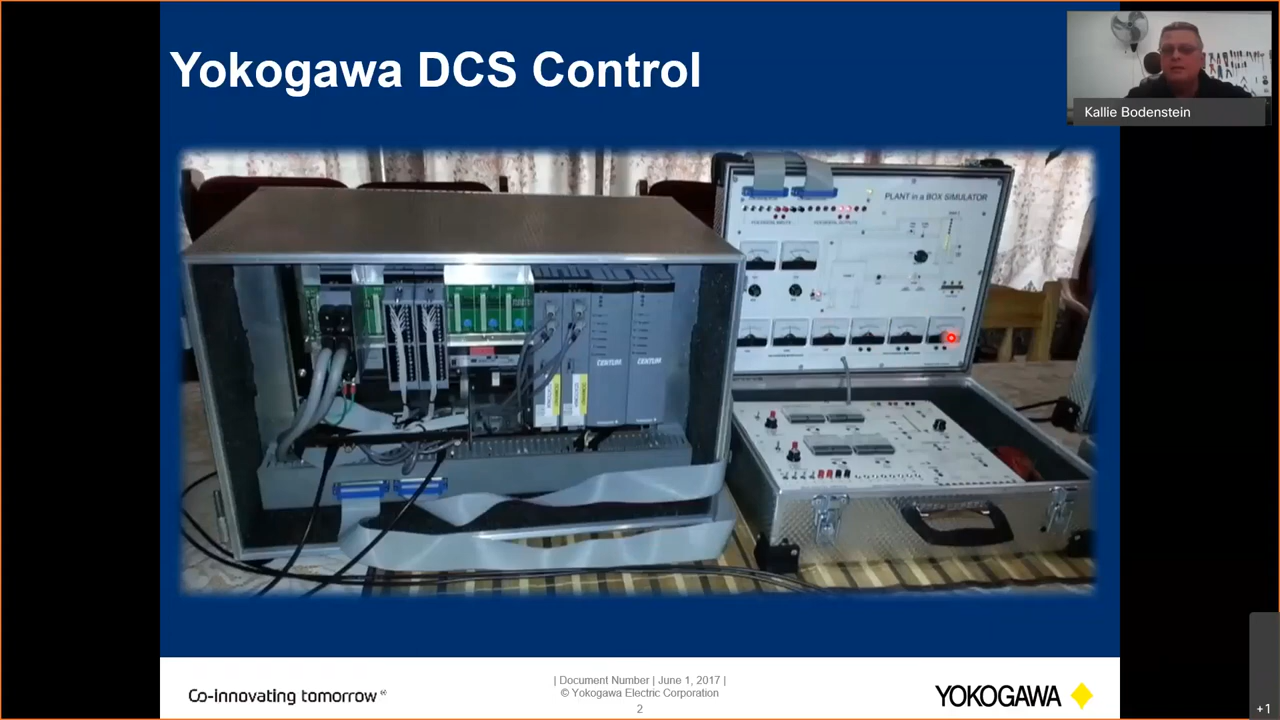 Yokogawa DCS Control
Kallie Bodenstein
PLANT in a BOX SIMULATOR
CENTUM
CENTUM
Co-innovating tomorrow
| Document Number | June 1, 2017 |
© Yokogawa Electric Corporation
2
YOKOGAWA
+1